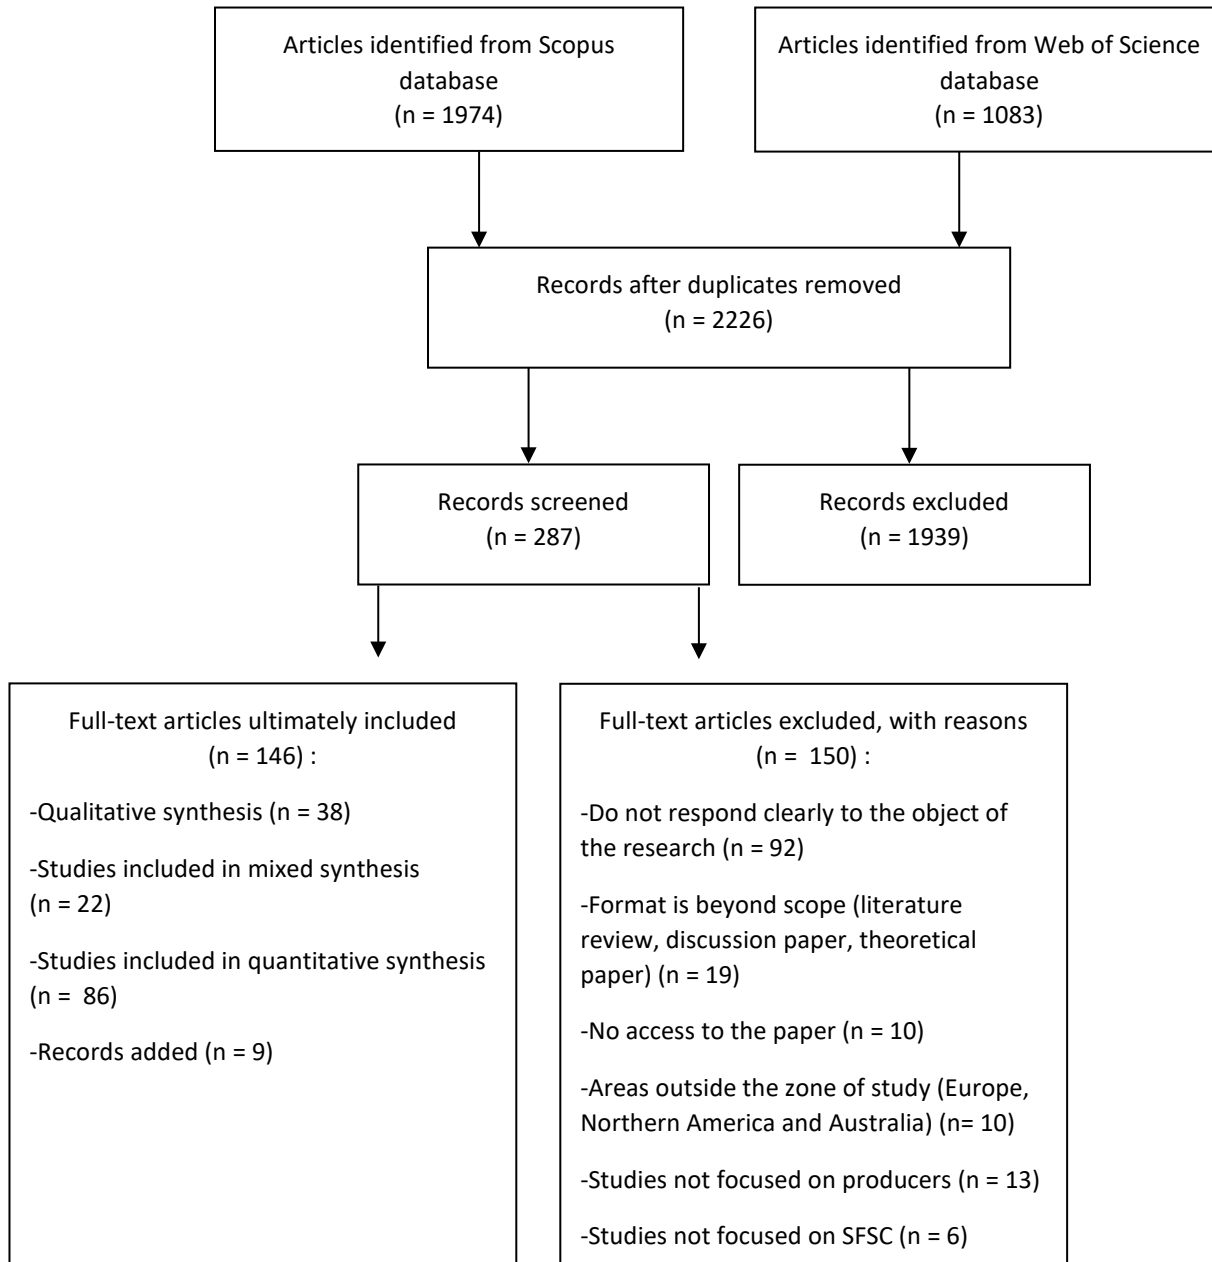 Articles identified from Scopus
database
(n = 1974)
Articles identified from Web of Science
database
(n = 1083)
Records after duplicates removed
(n = 2226)
Records screened
(n = 287)
Records excluded
(n = 1939)
Full-text articles ultimately included
(n = 146) :
-Qualitative synthesis (n = 38)
-Studies included in mixed synthesis
(n = 22)
-Studies included in quantitative synthesis
(n =  86)
-Records added (n = 9)
Full-text articles excluded, with reasons
(n =  150) :
-Do not respond clearly to the object of
the research (n = 92)
-Format is beyond scope (literature
review, discussion paper, theoretical
paper) (n = 19)
-No access to the paper (n = 10)
-Areas outside the zone of study (Europe,
Northern America and Australia) (n= 10)
-Studies not focused on producers (n = 13)
-Studies not focused on SFSC (n = 6)